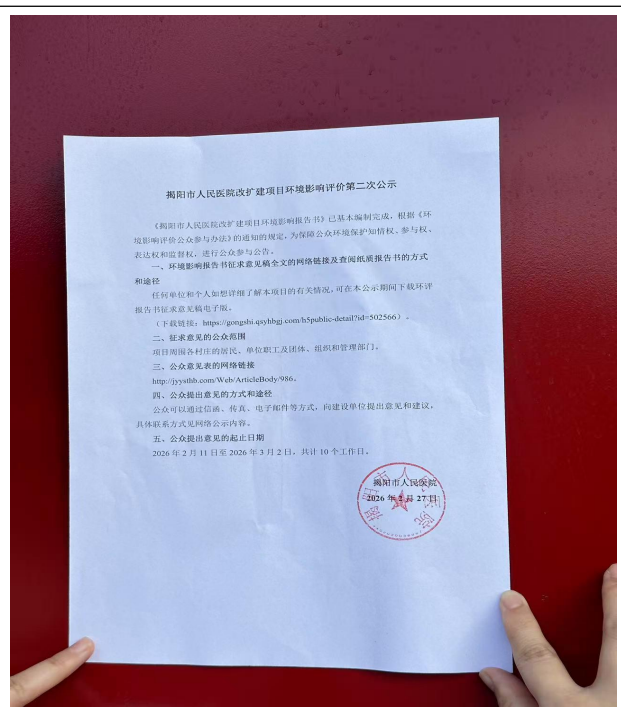 揭阳市人民医院改扩建项目环境影响评价第二次公示
《揭阳市人民医院改扩建项目环境影响报告书》已基本编制完成，根据《环
境影响评价公众参与办法》的通知的规定，为保障公众环境保护知情权、参与权、
表达权和监督权，进行公众参与公告。
一、环境影响报告书征求意见稿全文的网络链接及查阅纸质报告书的方式
和途径
任何单位和个人如想详细了解本项目的有关情况，可在本公示期间下载环评
报告书征求意见稿电子版。
（下载链接：https://gongshi.qsyhbgj.com/h5public-detail?id=502566）。
二、征求意见的公众范围
项目周围各村庄的居民、单位职工及团体、组织和管理部门。
三、公众意见表的网络链接
http://jyysthb.com/Web/ArticleBody/986。
四、公众提出意见的方式和途径
公众可以通过信函、传真、电子邮件等方式，向建设单位提出意见和建议，
具体联系方式见网络公示内容。
五、公众提出意见的起止日期
2026 年 2 月 11 日至 2026 年 3 月 2 日，共计 10 个工作日。
揭阳市人民医院
2026 年 2 月 27 日
揭阳市人民医院